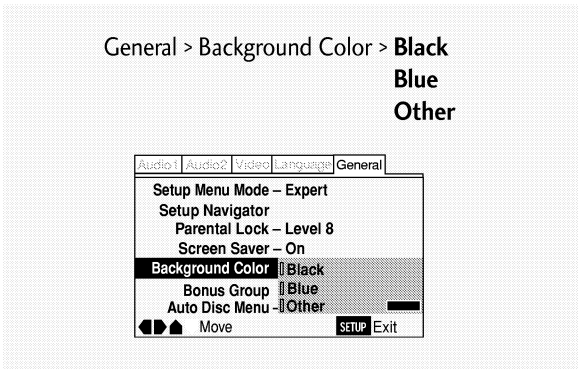 General > Background Color > Black
Blue
Other
Audio1 Audio2 Video Language General
Setup Menu Mode – Expert
Setup Navigator
Parental Lock – Level 8
Screen Saver – On
Background Color Black
Bonus Group Blue
Auto Disc Menu - Other
Move SETUP Exit